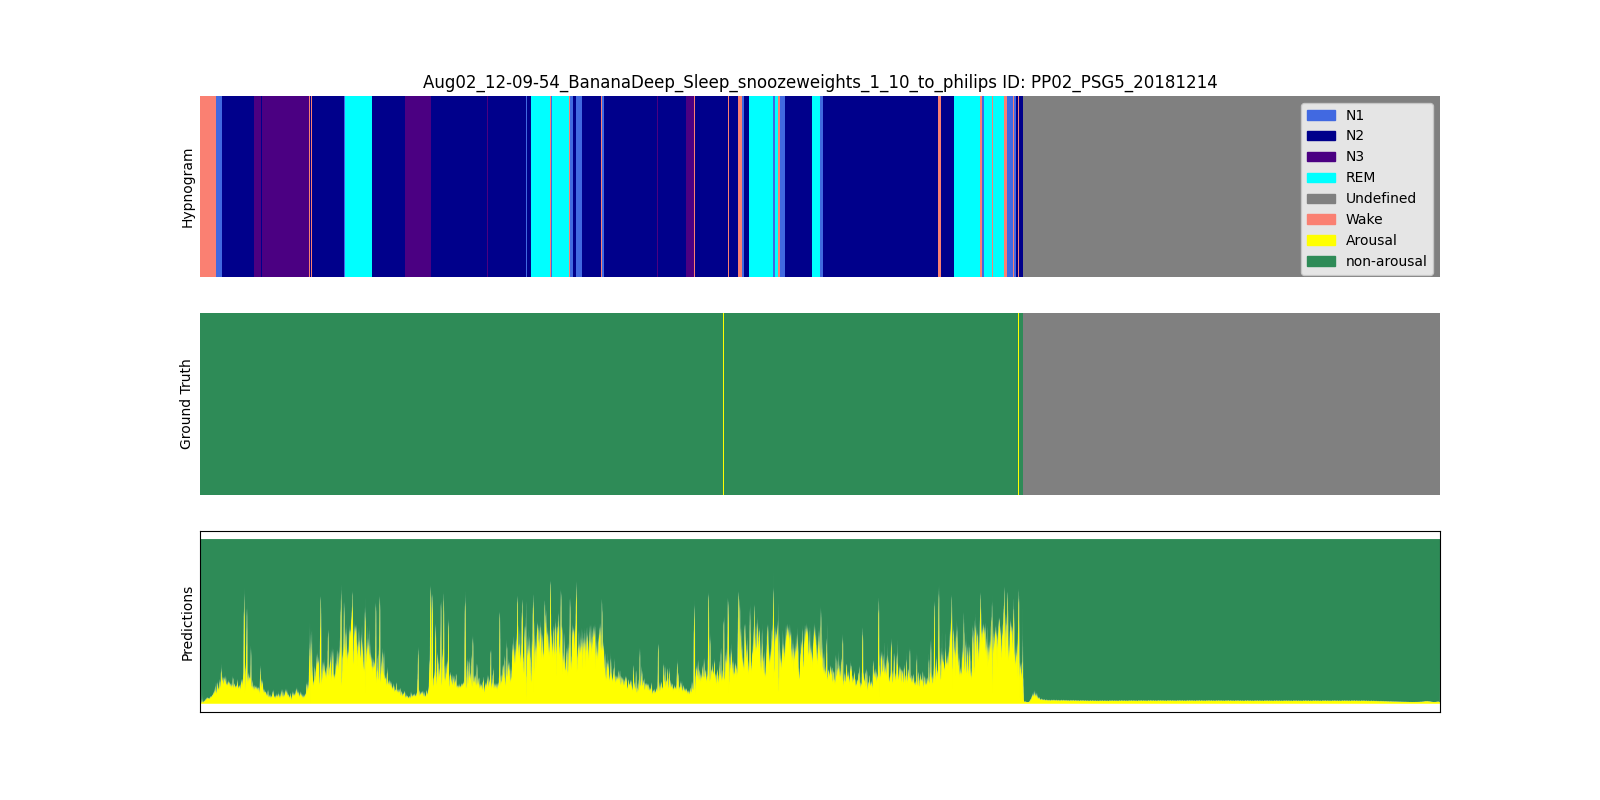 Aug02_12-09-54_BananaDeep_Sleep_snoozeweights_1_10_to_philips ID: PP02_PSG5_20181214
Hypnogram
N1
N2
N3
REM
Undefined
Wake
Arousal
non-arousal
Ground Truth
Predictions